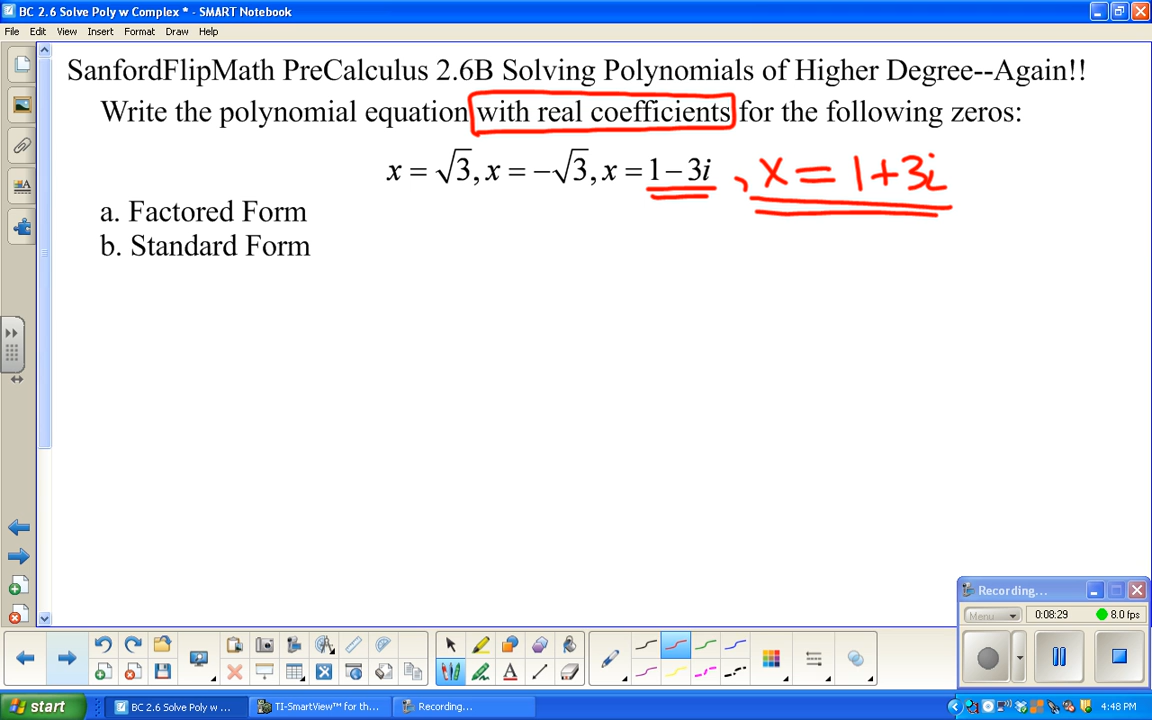 BC 2.6 Solve Poly w Complex * - SMART Notebook
File Edit View Insert Format Draw Help
SanfordFlipMath PreCalculus 2.6B Solving Polynomials of Higher Degree--Again!!
Write the polynomial equation with real coefficients for the following zeros:
x = √3, x = −√3, x = 1 − 3i , x = 1+3i
a. Factored Form
b. Standard Form
Recording...
Menu 0:08:29 8.0 fps
start BC 2.6 Solve Poly w ... TI-SmartView™ for th... Recording... 4:48 PM